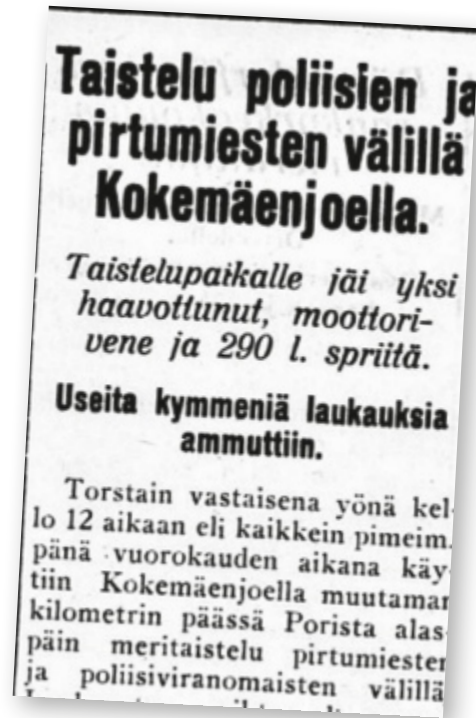 Taistelu poliisien ja
pirtumiesten välillä
Kokemäenjoella.
Taistelupaikalle jäi yksi
haavottunut, moottori-
vene ja 290 l. spriitä.
Useita kymmeniä laukauksia
ammuttiin.
Torstain vastaisena yönä kel-
lo 12 aikaan eli kaikkein pimeim-
pänä vuorokauden aikana käy-
tiin Kokemäenjoella muutaman
kilometrin päässä Porista alas-
päin meritaistelu pirtumiesten
ja poliisiviranomaisten välillä